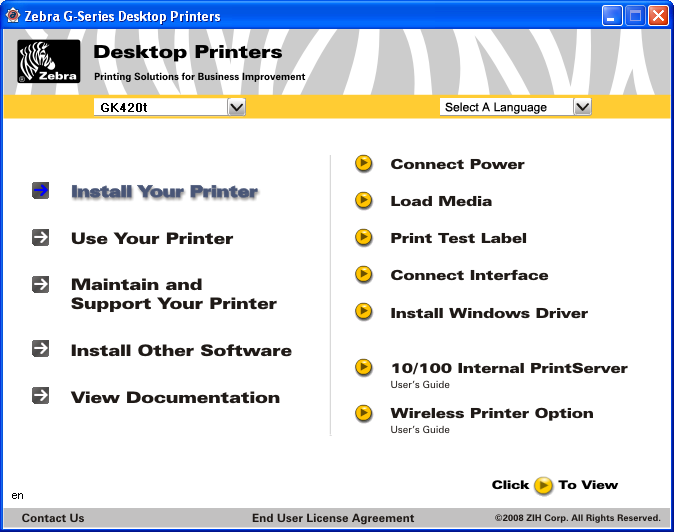 Zebra G-Series Desktop Printers
Zebra
Desktop Printers
Printing Solutions for Business Improvement
GK420t
Select A Language
Install Your Printer
Use Your Printer
Maintain and
Support Your Printer
Install Other Software
View Documentation
Connect Power
Load Media
Print Test Label
Connect Interface
Install Windows Driver
10/100 Internal PrintServer
User's Guide
Wireless Printer Option
User's Guide
Click To View
en
Contact Us
End User License Agreement
©2008 ZIH Corp. All Rights Reserved.